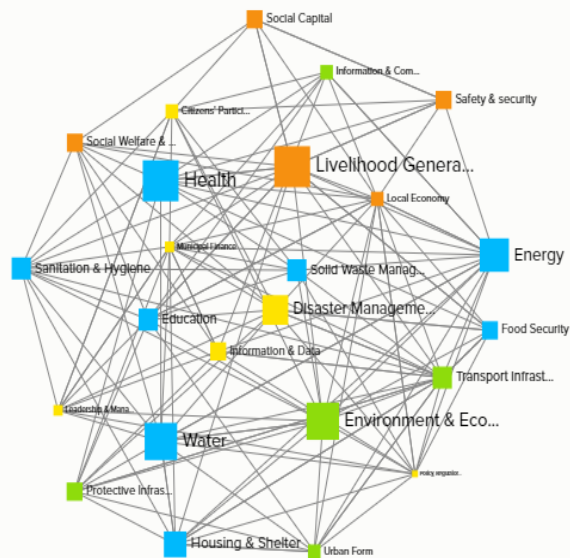 Social Capital
Information & Com...
Safety & security
Citizens' Partici...
Social Welfare & ...
Livelihood Genera...
Health
Local Economy
Municipal Finance
Energy
Sanitation & Hygiene
Solid Waste Manag...
Disaster Manageme...
Education
Food Security
Information & Data
Transport Infrast...
Leadership & Mana
Environment & Eco...
Water
Protective Infras...
Housing & Shelter
Urban Form